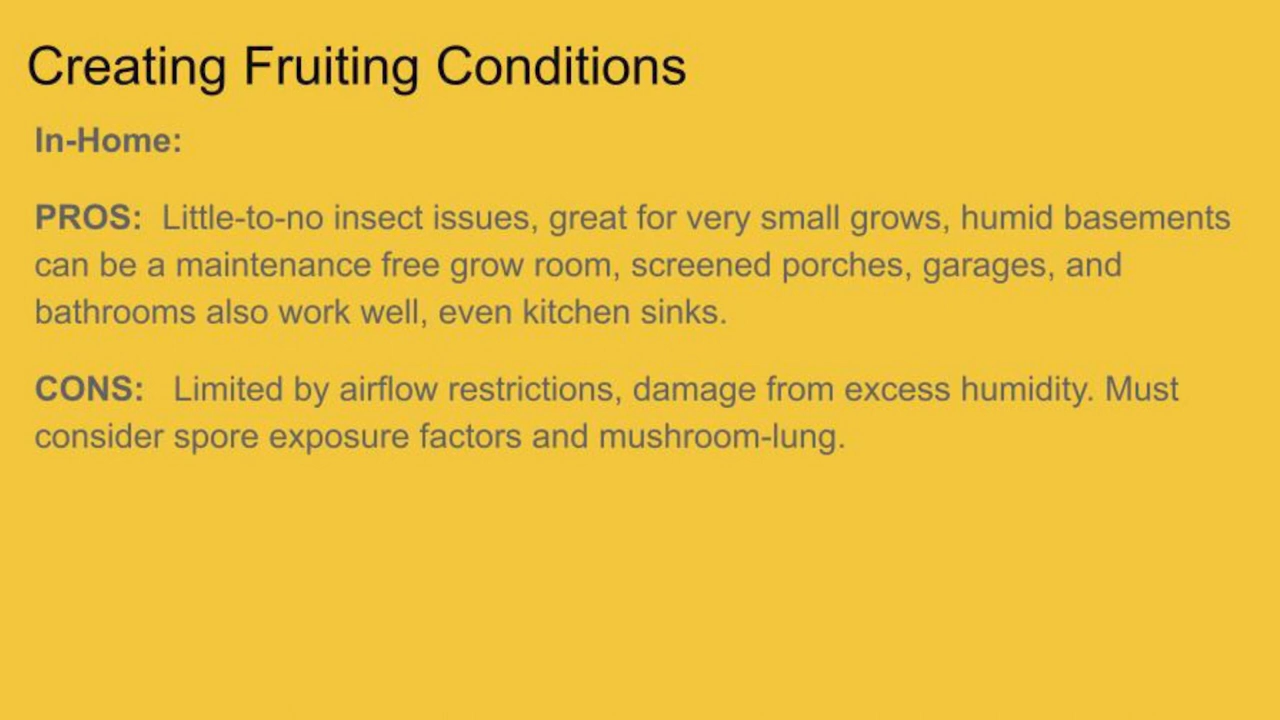 Creating Fruiting Conditions
In-Home:
PROS:  Little-to-no insect issues, great for very small grows, humid basements
can be a maintenance free grow room, screened porches, garages, and
bathrooms also work well, even kitchen sinks.
CONS:   Limited by airflow restrictions, damage from excess humidity. Must
consider spore exposure factors and mushroom-lung.